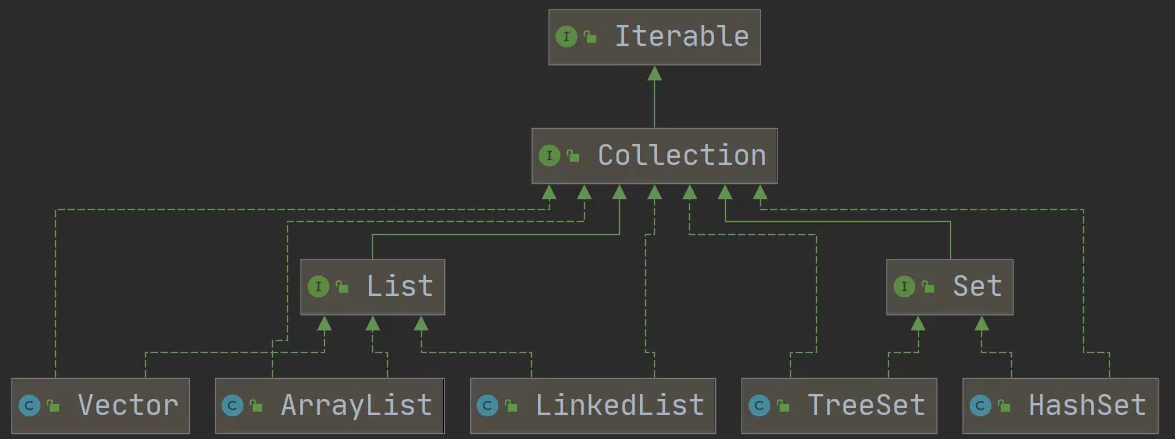 I Iterable
I Collection
I List
I Set
C Vector
C ArrayList
C LinkedList
C TreeSet
C HashSet